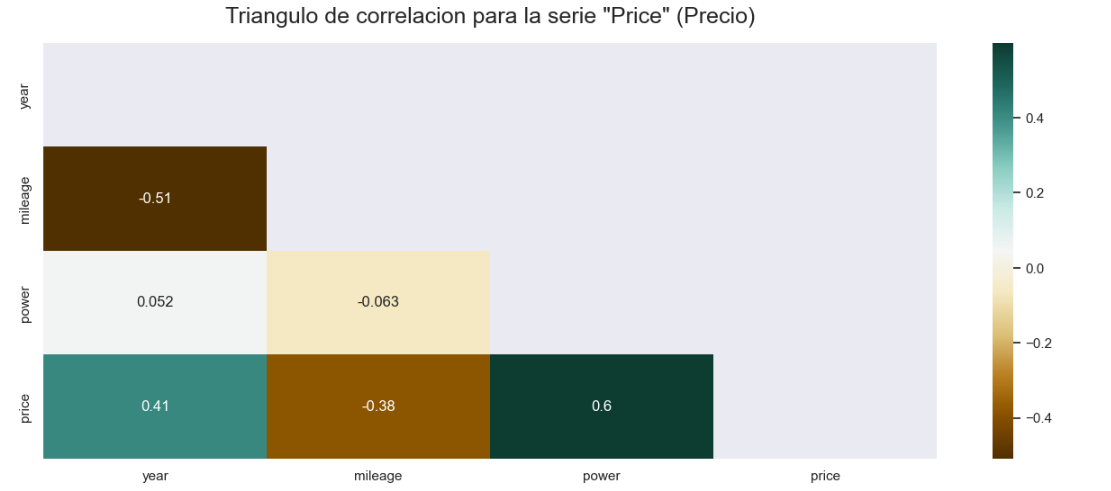 Triangulo de correlacion para la serie "Price" (Precio)
year
mileage
power
price
-0.51
0.052
-0.063
0.41
-0.38
0.6
year
mileage
power
price
0.4
0.2
0.0
−0.2
−0.4